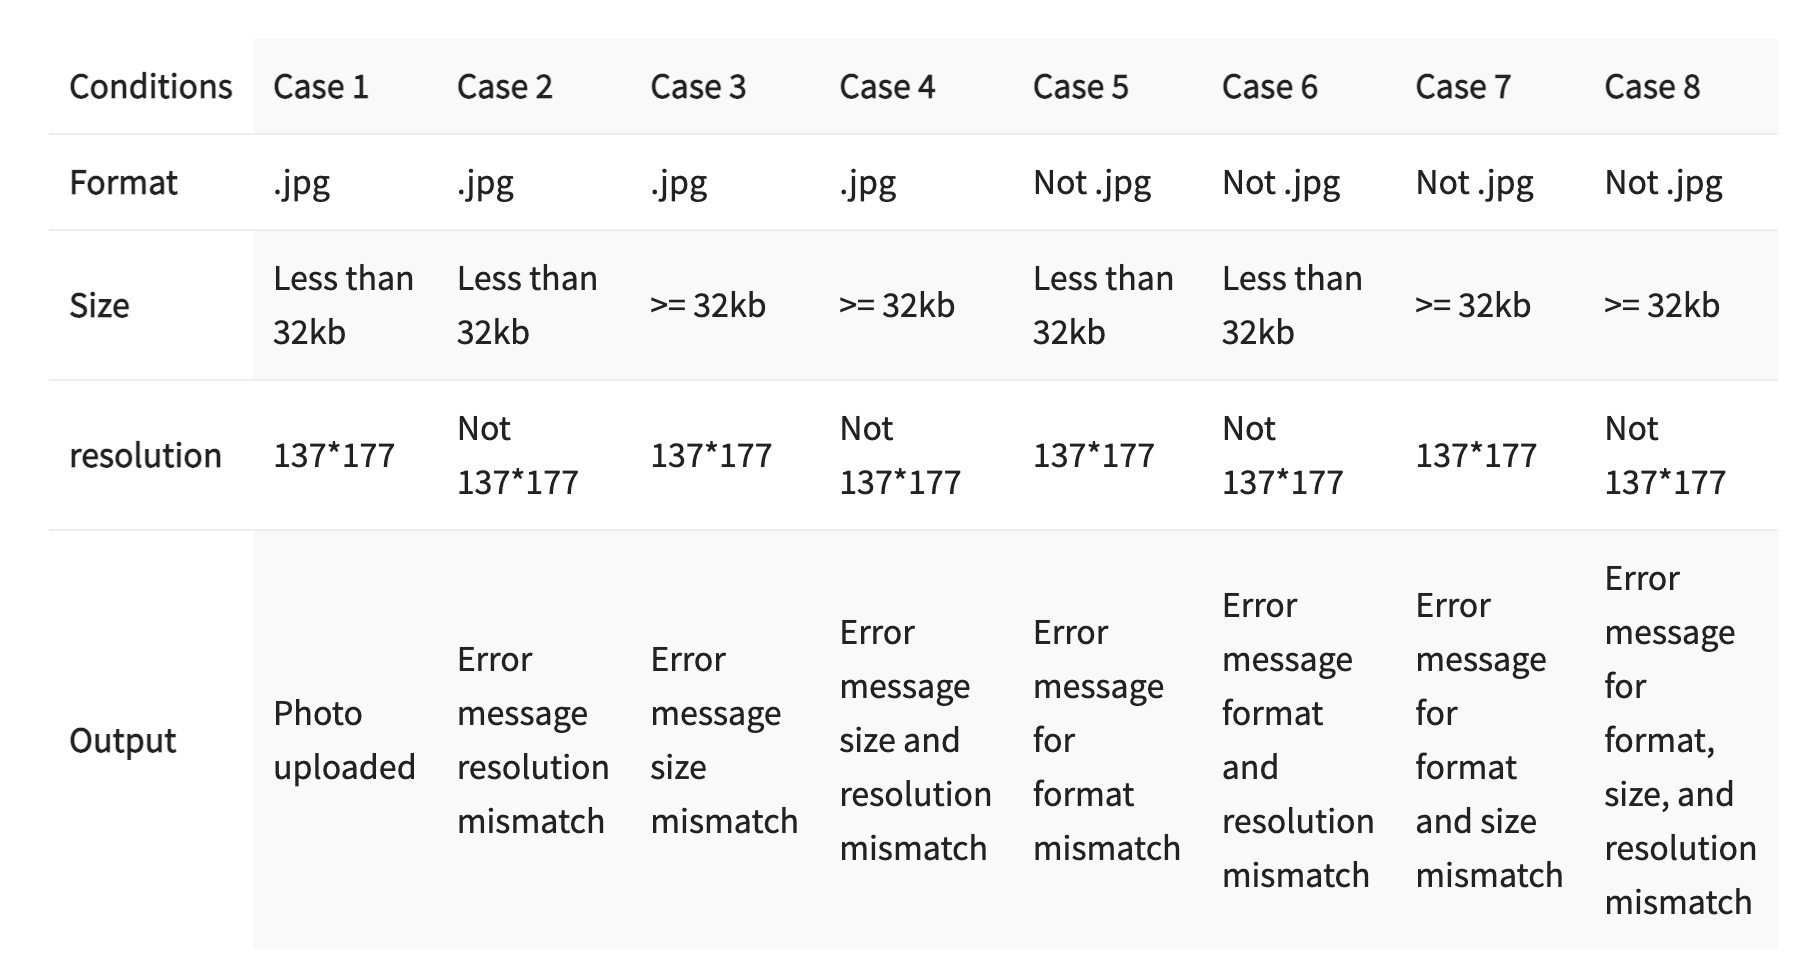 Conditions Case 1 Case 2 Case 3 Case 4 Case 5 Case 6 Case 7 Case 8
Format .jpg .jpg .jpg .jpg Not .jpg Not .jpg Not .jpg Not .jpg
Size
Less than
32kb
Less than
32kb
>= 32kb
>= 32kb
Less than
32kb
Less than
32kb
>= 32kb
>= 32kb
resolution
137*177
Not
137*177
137*177
Not
137*177
137*177
Not
137*177
137*177
Not
137*177
Output
Photo
uploaded
Error
message
resolution
mismatch
Error
message
size
mismatch
Error
message
size and
resolution
mismatch
Error
message
for
format
mismatch
Error
message
format
and
resolution
mismatch
Error
message
for
format
and size
mismatch
Error
message
for
format,
size, and
resolution
mismatch